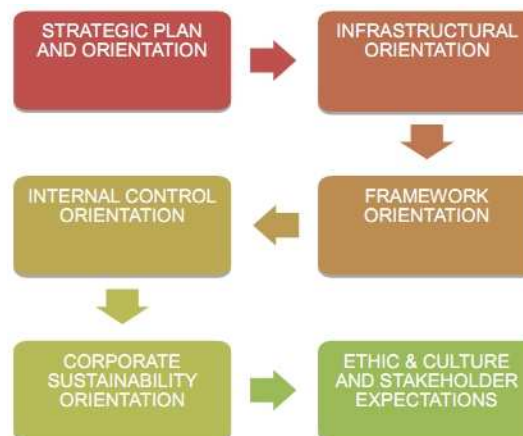 STRATEGIC PLAN
AND ORIENTATION
INFRASTRUCTURAL
ORIENTATION
INTERNAL CONTROL
ORIENTATION
FRAMEWORK
ORIENTATION
CORPORATE
SUSTAINABILITY
ORIENTATION
ETHIC & CULTURE
AND STAKEHOLDER
EXPECTATIONS